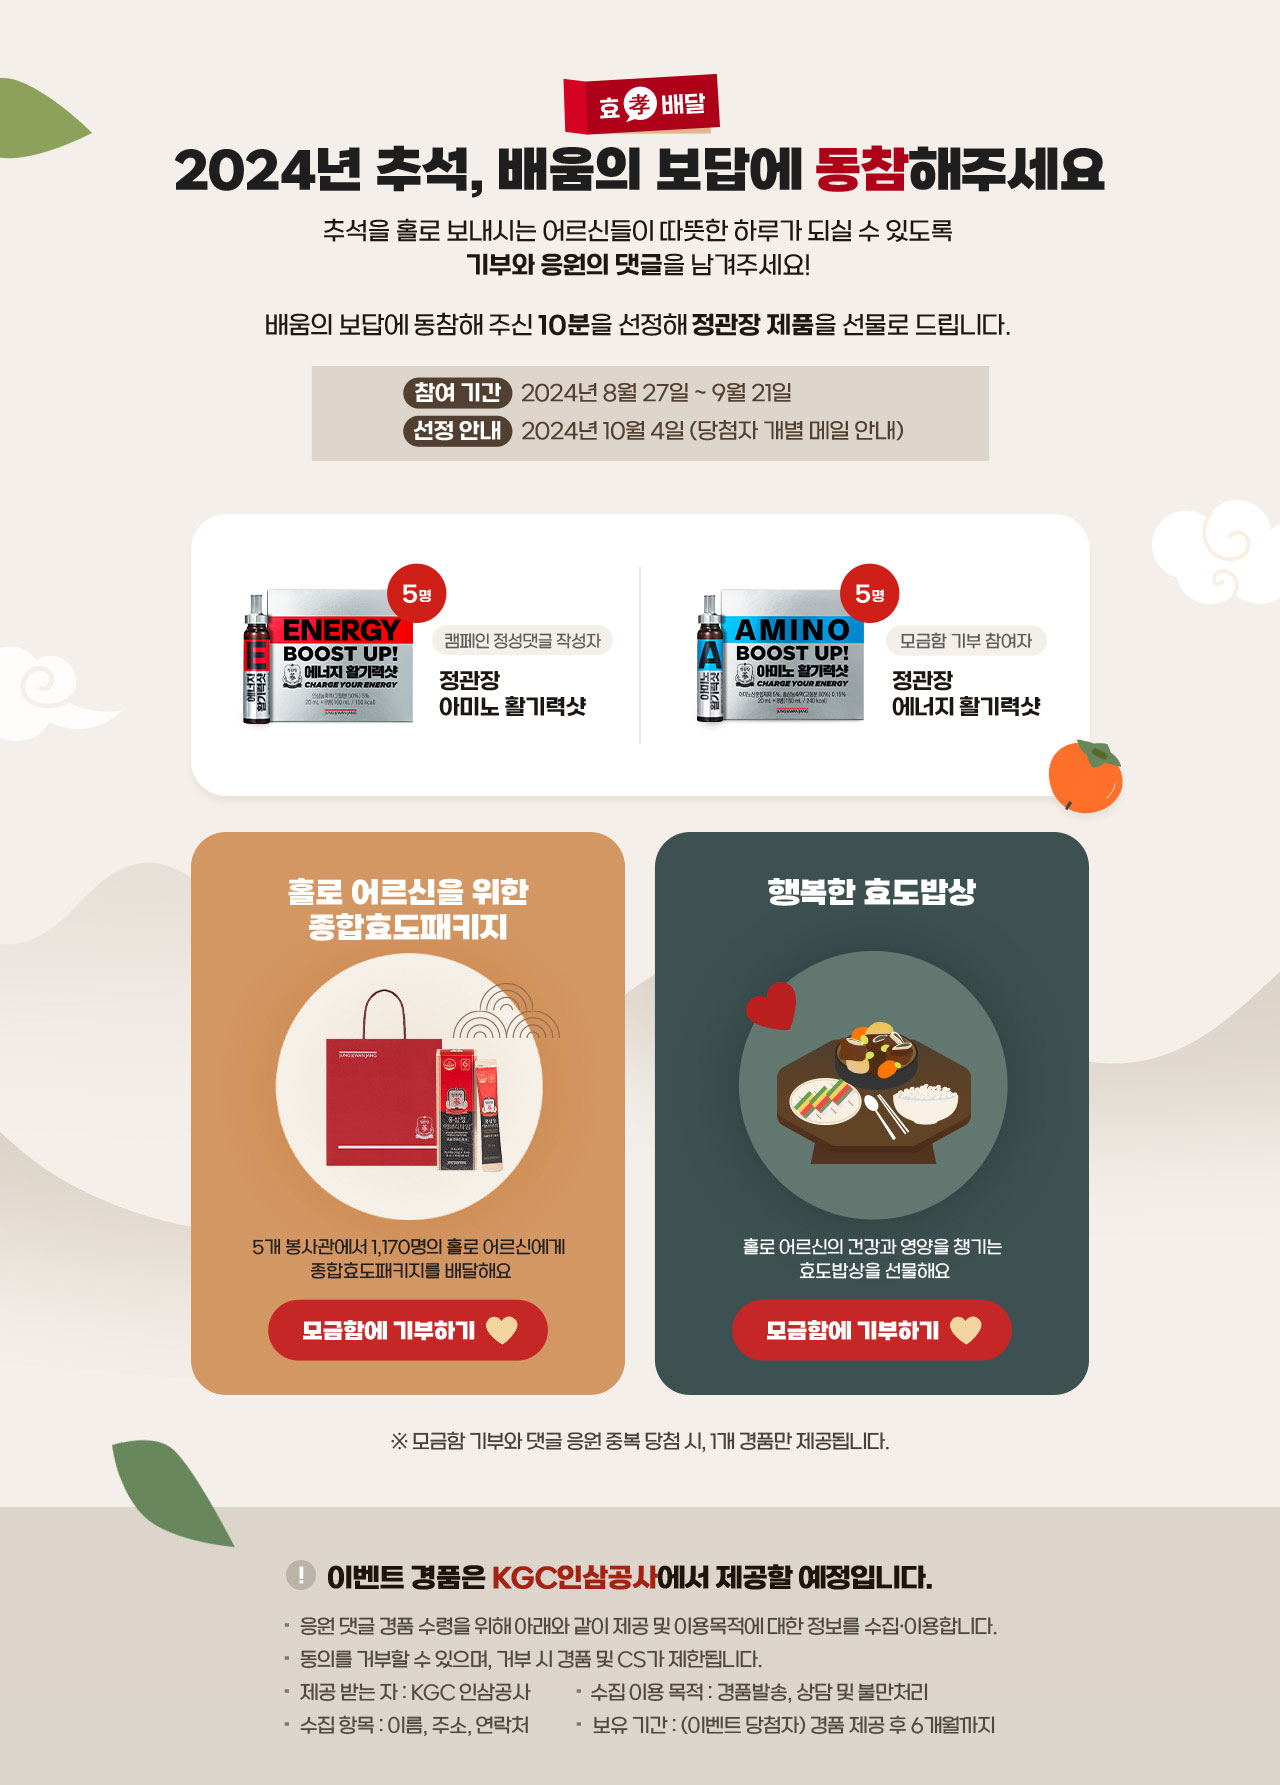 효 孝 배달
2024년 추석, 배움의 보답에 동참해주세요
추석을 홀로 보내시는 어르신들이 따뜻한 하루가 되실 수 있도록
기부와 응원의 댓글을 남겨주세요!
배움의 보답에 동참해 주신 10분을 선정해 정관장 제품을 선물로 드립니다.
참여 기간 2024년 8월 27일 ~ 9월 21일
선정 안내 2024년 10월 4일 (당첨자 개별 메일 안내)
5명
ENERGY
BOOST UP!
에너지 활기력샷
CHARGE YOUR ENERGY
E
에너지
활기력샷
캠페인 정성댓글 작성자
정관장
아미노 활기력샷
5명
AMINO
BOOST UP!
아미노 활기력샷
CHARGE YOUR ENERGY
A
아미노
활기력샷
모금함 기부 참여자
정관장
에너지 활기력샷
홀로 어르신을 위한
종합효도패키지
JUNG KWAN JANG
5개 봉사관에서 1,170명의 홀로 어르신에게
종합효도패키지를 배달해요
모금함에 기부하기
행복한 효도밥상
홀로 어르신의 건강과 영양을 챙기는
효도밥상을 선물해요
모금함에 기부하기
※ 모금함 기부와 댓글 응원 중복 당첨 시, 1개 경품만 제공됩니다.
! 이벤트 경품은 KGC인삼공사에서 제공할 예정입니다.
· 응원 댓글 경품 수령을 위해 아래와 같이 제공 및 이용목적에 대한 정보를 수집·이용합니다.
· 동의를 거부할 수 있으며, 거부 시 경품 및 CS가 제한됩니다.
· 제공 받는 자 : KGC 인삼공사 · 수집 이용 목적 : 경품발송, 상담 및 불만처리
· 수집 항목 : 이름, 주소, 연락처 · 보유 기간 : (이벤트 당첨자) 경품 제공 후 6개월까지